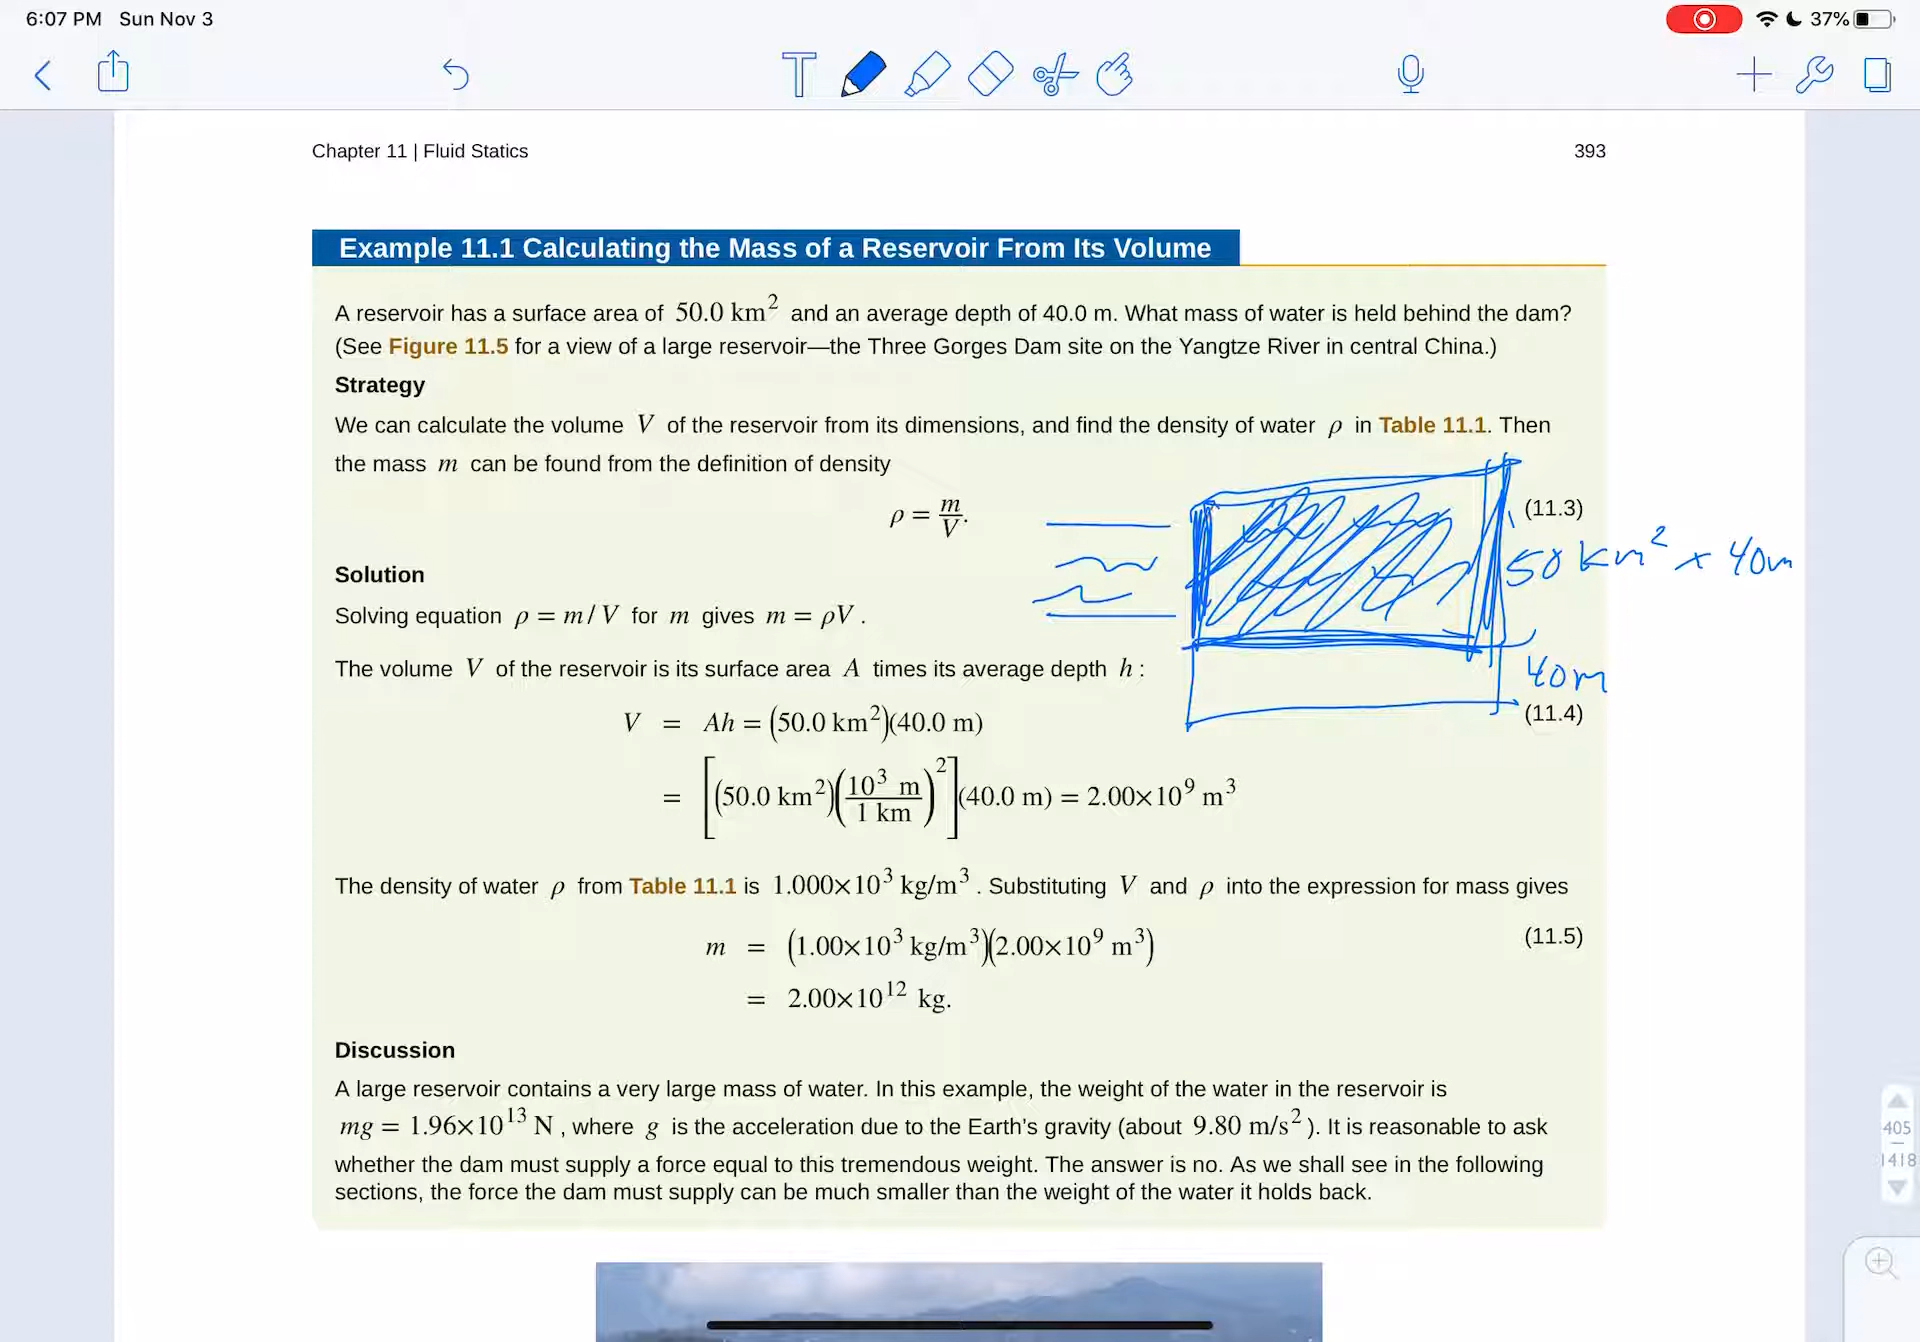 6:07 PM Sun Nov 3
37%
T
Chapter 11 | Fluid Statics
393
Example 11.1 Calculating the Mass of a Reservoir From Its Volume
A reservoir has a surface area of 50.0 km² and an average depth of 40.0 m. What mass of water is held behind the dam?
(See Figure 11.5 for a view of a large reservoir—the Three Gorges Dam site on the Yangtze River in central China.)
Strategy
We can calculate the volume V of the reservoir from its dimensions, and find the density of water ρ in Table 11.1. Then
the mass m can be found from the definition of density
ρ = m/V.
(11.3)
50 km² x 40m
Solution
Solving equation ρ = m/V for m gives m = ρV .
The volume V of the reservoir is its surface area A times its average depth h :
40m
V = Ah = (50.0 km²)(40.0 m)
(11.4)
= [(50.0 km²)(10³ m / 1 km)²](40.0 m) = 2.00×10⁹ m³
The density of water ρ from Table 11.1 is 1.000×10³ kg/m³ . Substituting V and ρ into the expression for mass gives
m = (1.00×10³ kg/m³)(2.00×10⁹ m³)
(11.5)
= 2.00×10¹² kg.
Discussion
A large reservoir contains a very large mass of water. In this example, the weight of the water in the reservoir is
mg = 1.96×10¹³ N , where g is the acceleration due to the Earth's gravity (about 9.80 m/s² ). It is reasonable to ask
whether the dam must supply a force equal to this tremendous weight. The answer is no. As we shall see in the following
sections, the force the dam must supply can be much smaller than the weight of the water it holds back.
405
1418